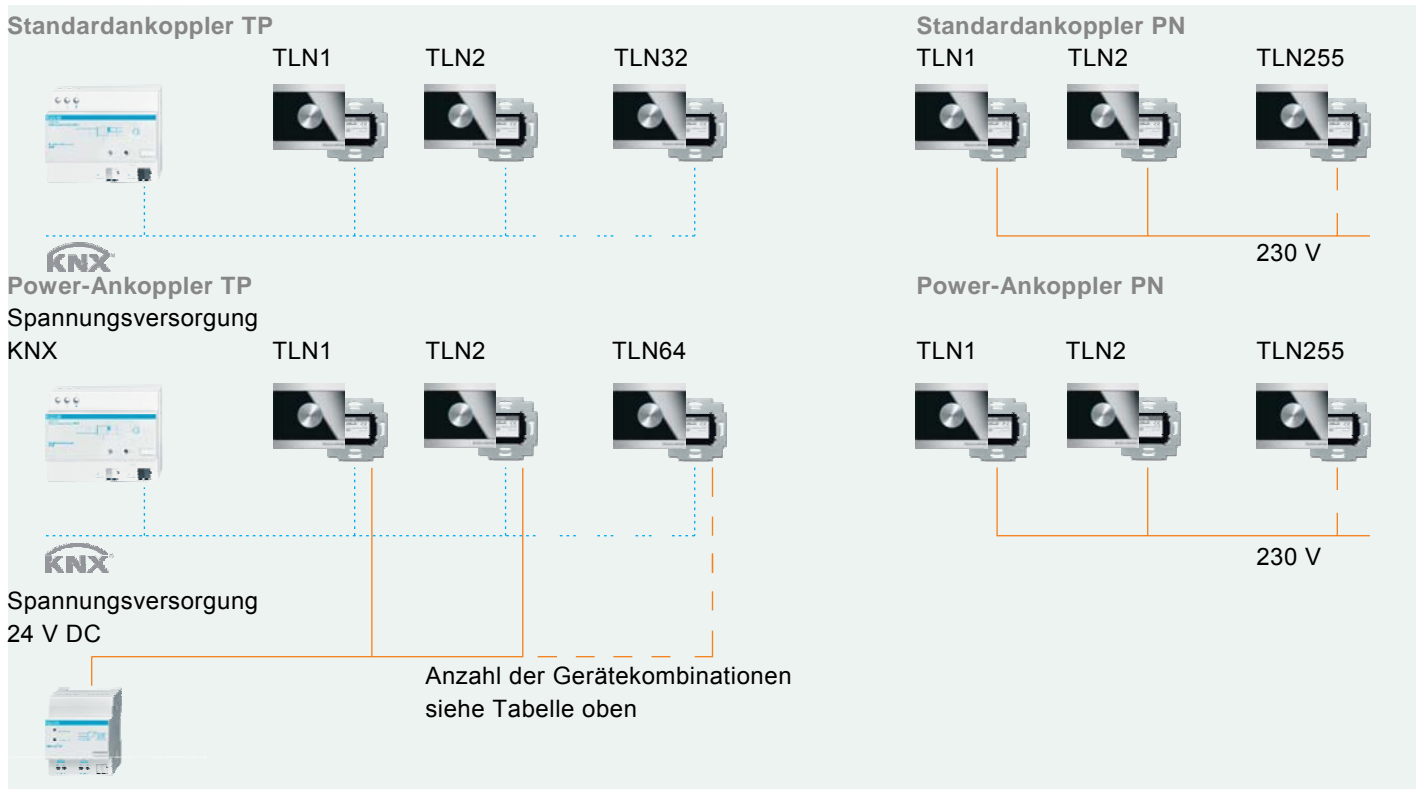 Standardankoppler TP
TLN1 TLN2 TLN32
KNX
Standardankoppler PN
TLN1 TLN2 TLN255
230 V
Power-Ankoppler TP
Spannungsversorgung
KNX
TLN1 TLN2 TLN64
KNX
Spannungsversorgung
24 V DC
Anzahl der Gerätekombinationen
siehe Tabelle oben
Power-Ankoppler PN
TLN1 TLN2 TLN255
230 V